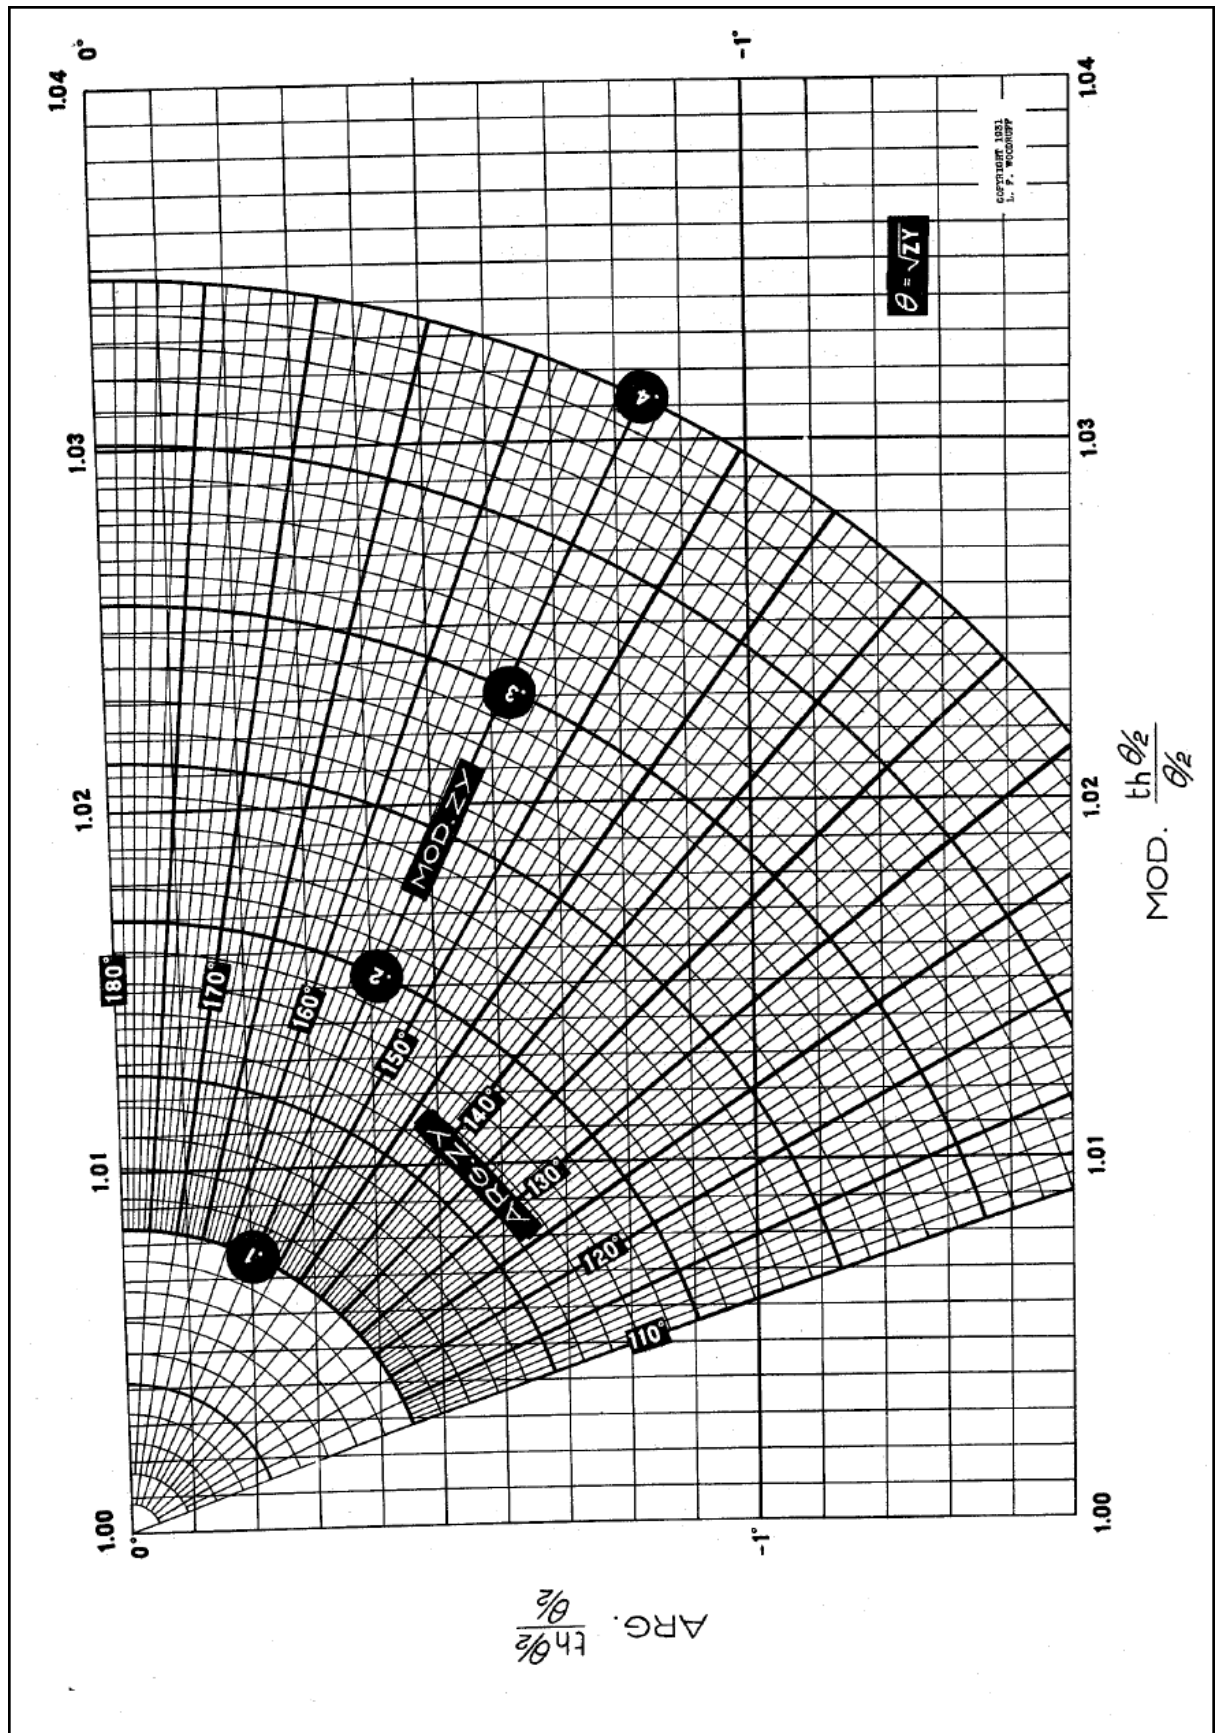 1.04
0°
-1°
1.04
COPYRIGHT 1931
L. F. WOODRUFF
θ = √ZY
.4
1.03
1.03
.3
MOD. ZY
1.02
1.02
th θ/2
θ/2
MOD.
180°
170°
160°
150°
140°
130°
120°
110°
.2
ARG. ZY
1.01
1.01
.1
1.00
0°
-1°
1.00
ARG. th θ/2
θ/2